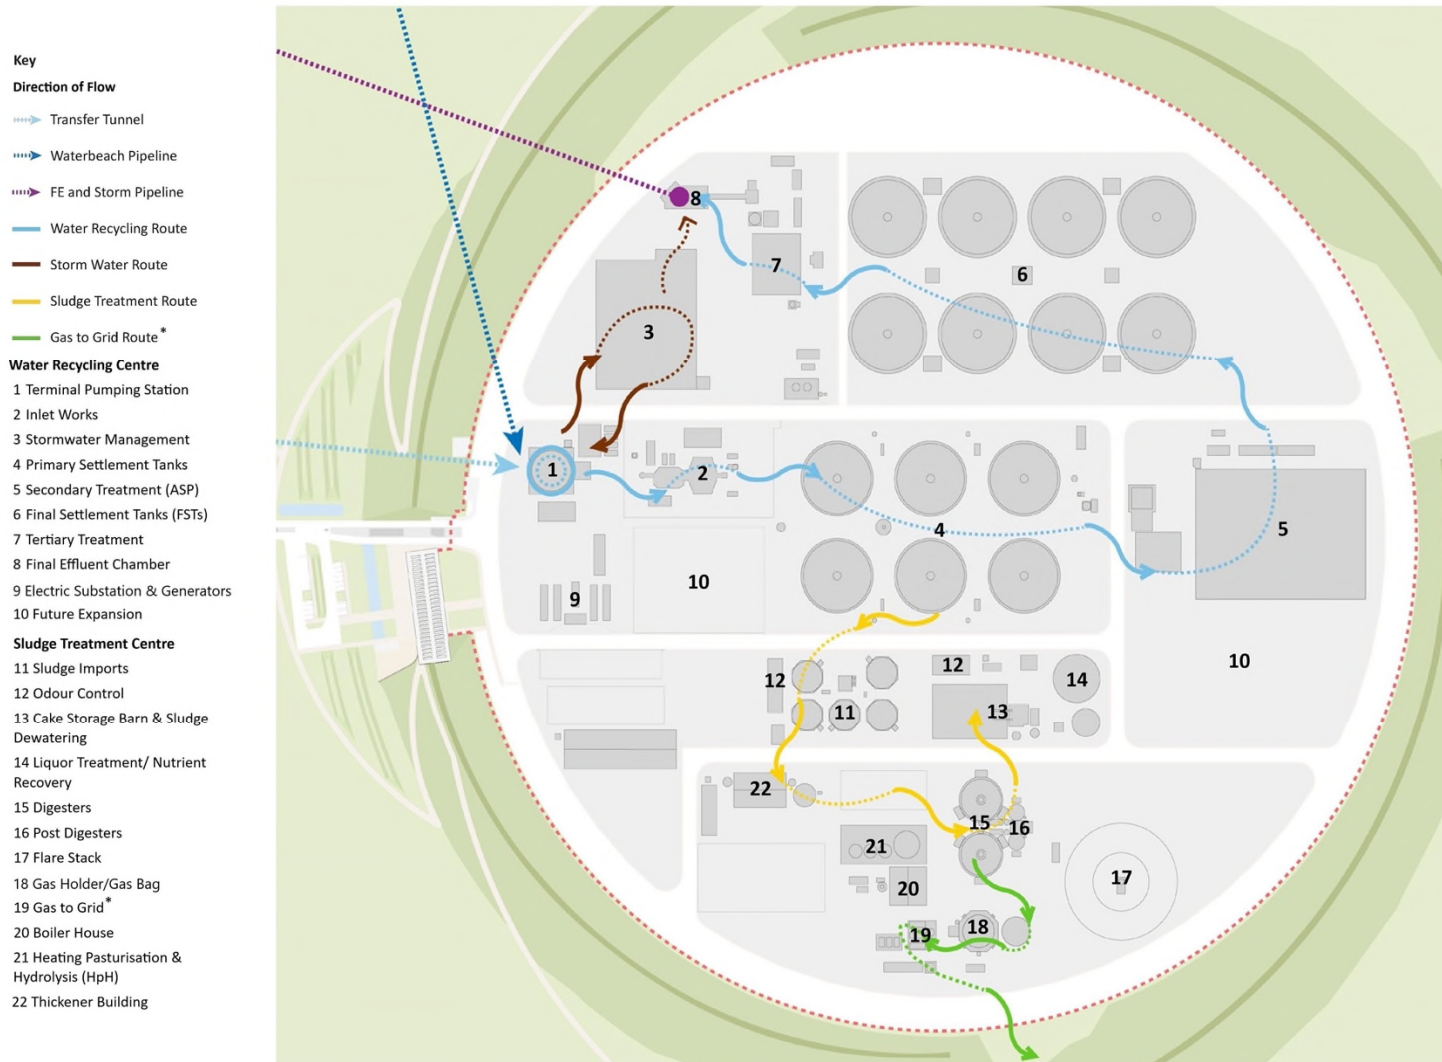 Key
Direction of Flow
Transfer Tunnel
Waterbeach Pipeline
FE and Storm Pipeline
Water Recycling Route
Storm Water Route
Sludge Treatment Route
Gas to Grid Route *
Water Recycling Centre
1 Terminal Pumping Station
2 Inlet Works
3 Stormwater Management
4 Primary Settlement Tanks
5 Secondary Treatment (ASP)
6 Final Settlement Tanks (FSTs)
7 Tertiary Treatment
8 Final Effluent Chamber
9 Electric Substation & Generators
10 Future Expansion
Sludge Treatment Centre
11 Sludge Imports
12 Odour Control
13 Cake Storage Barn & Sludge
Dewatering
14 Liquor Treatment/ Nutrient
Recovery
15 Digesters
16 Post Digesters
17 Flare Stack
18 Gas Holder/Gas Bag
19 Gas to Grid *
20 Boiler House
21 Heating Pasturisation &
Hydrolysis (HpH)
22 Thickener Building
8
7
6
3
1
2
4
5
9
10
10
12
11
12
13
14
22
15
16
21
20
17
18
19